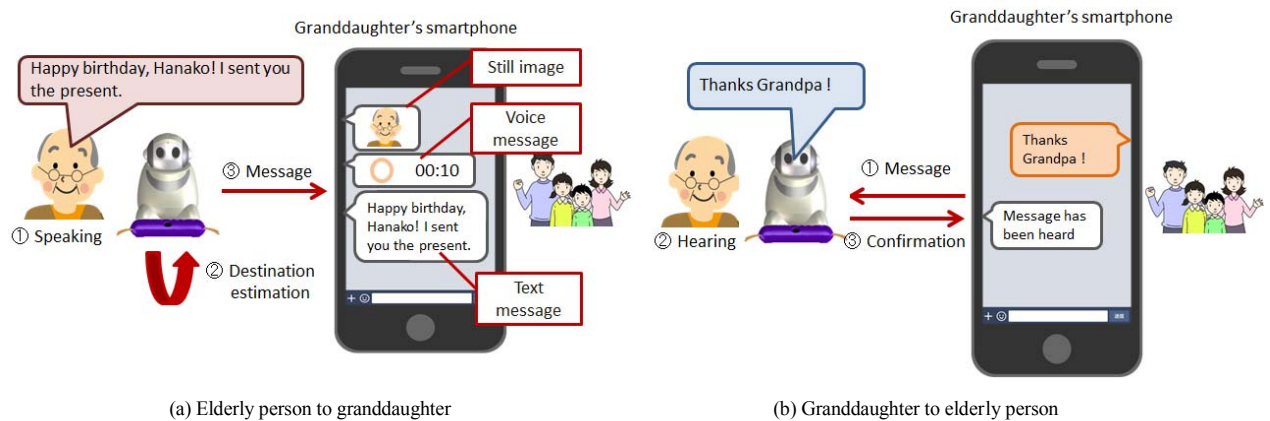 Granddaughter's smartphone
Happy birthday, Hanako! I sent you
the present.
Still image
Voice
message
③ Message
00:10
Happy birthday,
Hanako! I sent
you the present.
① Speaking
② Destination
estimation
Text
message
(a) Elderly person to granddaughter
Granddaughter's smartphone
Thanks Grandpa !
Thanks
Grandpa !
① Message
Message has
been heard
② Hearing
③ Confirmation
(b) Granddaughter to elderly person